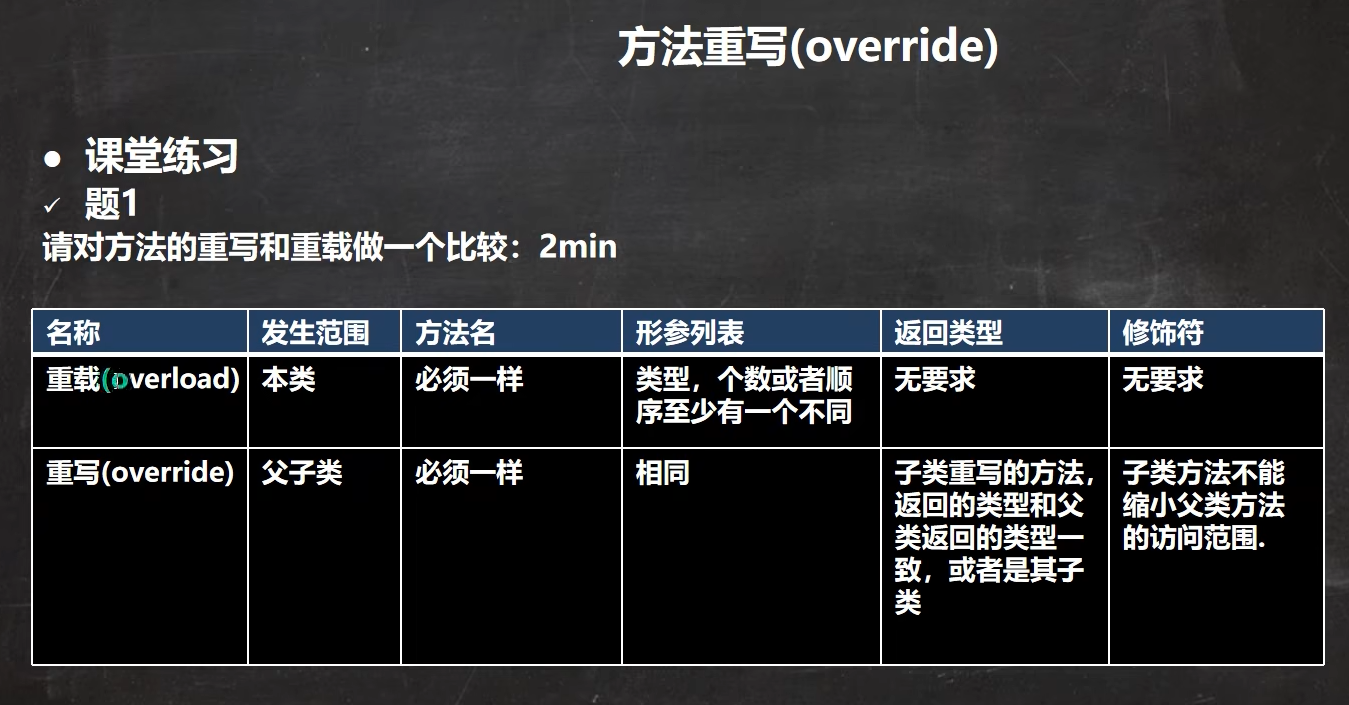 方法重写(override)
● 课堂练习
✓ 题1
请对方法的重写和重载做一个比较：2min
名称 发生范围 方法名 形参列表 返回类型 修饰符
重载(overload) 本类 必须一样 类型，个数或者顺 无要求 无要求
序至少有一个不同
重写(override) 父子类 必须一样 相同 子类重写的方法， 子类方法不能
返回的类型和父 缩小父类方法
类返回的类型一 的访问范围.
致，或者是其子
类